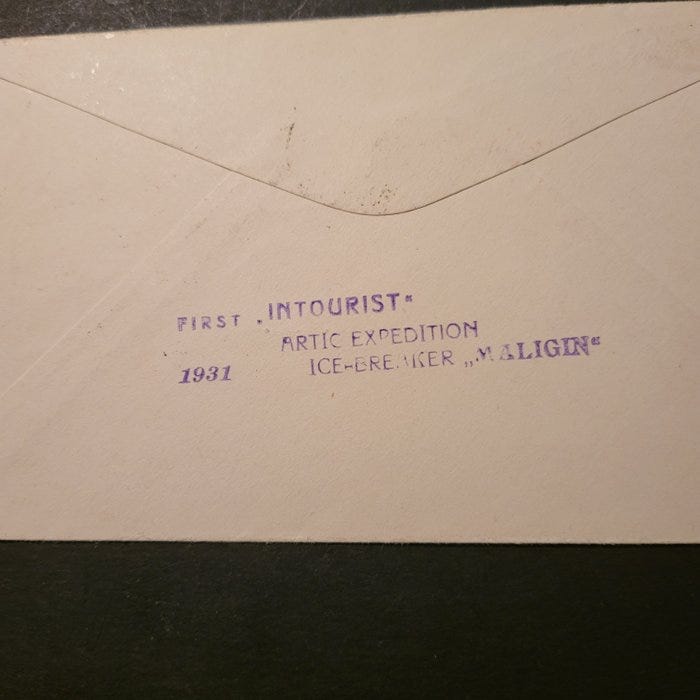 FIRST „INTOURIST“
ARTIC EXPEDITION
1931 ICE-BREAKER „MALIGIN“